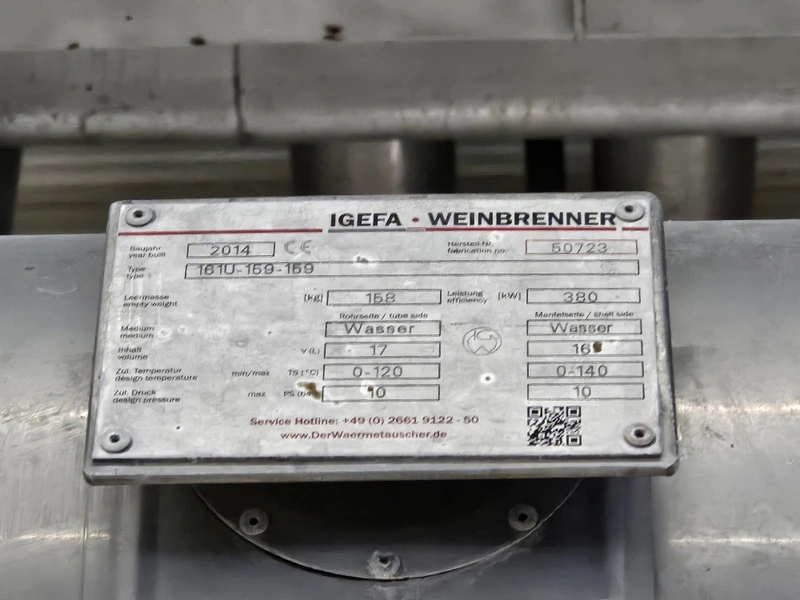 IGEFA · WEINBRENNER
Baujahr
year built
2014
CE
Herstell-Nr.
fabrication no.
50723
Type
type
161U-159-159
Leermasse
empty weight
[kg]
158
Leistung
efficiency
[kW]
380
Rohrseite / tube side
Mantelseite / shell side
Medium
medium
Wasser
Wasser
Inhalt
volume
V (L)
17
16
Zul. Temperatur
design temperature
min/max
TS (°C)
0-120
0-140
Zul. Druck
design pressure
max
PS
10
10
Service Hotline: +49 (0) 2661 9122 - 50
www.DerWaermetauscher.de